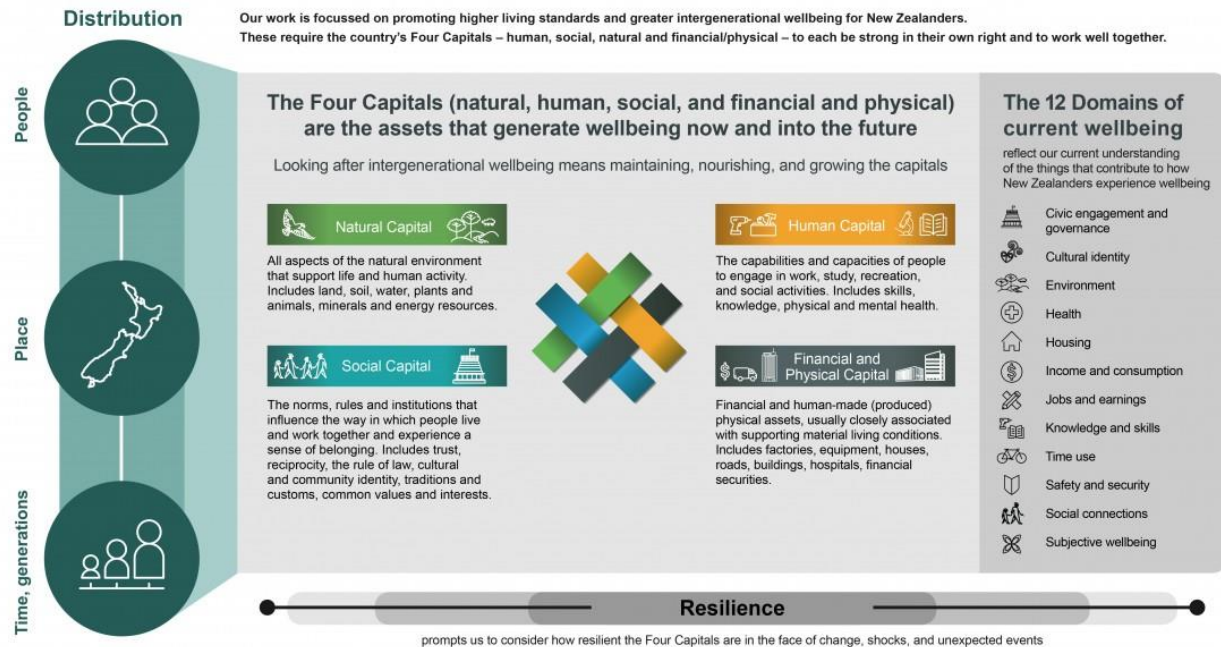 Distribution
Our work is focussed on promoting higher living standards and greater intergenerational wellbeing for New Zealanders.
These require the country's Four Capitals – human, social, natural and financial/physical – to each be strong in their own right and to work well together.
People
Place
Time, generations
The Four Capitals (natural, human, social, and financial and physical)
are the assets that generate wellbeing now and into the future
Looking after intergenerational wellbeing means maintaining, nourishing, and growing the capitals
Natural Capital
All aspects of the natural environment
that support life and human activity.
Includes land, soil, water, plants and
animals, minerals and energy resources.
Human Capital
The capabilities and capacities of people
to engage in work, study, recreation,
and social activities. Includes skills,
knowledge, physical and mental health.
Social Capital
The norms, rules and institutions that
influence the way in which people live
and work together and experience a
sense of belonging. Includes trust,
reciprocity, the rule of law, cultural
and community identity, traditions and
customs, common values and interests.
$
Financial and
Physical Capital
Financial and human-made (produced)
physical assets, usually closely associated
with supporting material living conditions.
Includes factories, equipment, houses,
roads, buildings, hospitals, financial
securities.
The 12 Domains of
current wellbeing
reflect our current understanding
of the things that contribute to how
New Zealanders experience wellbeing
Civic engagement and
governance
Cultural identity
Environment
Health
Housing
$ Income and consumption
Jobs and earnings
Knowledge and skills
Time use
Safety and security
Social connections
Subjective wellbeing
Resilience
prompts us to consider how resilient the Four Capitals are in the face of change, shocks, and unexpected events